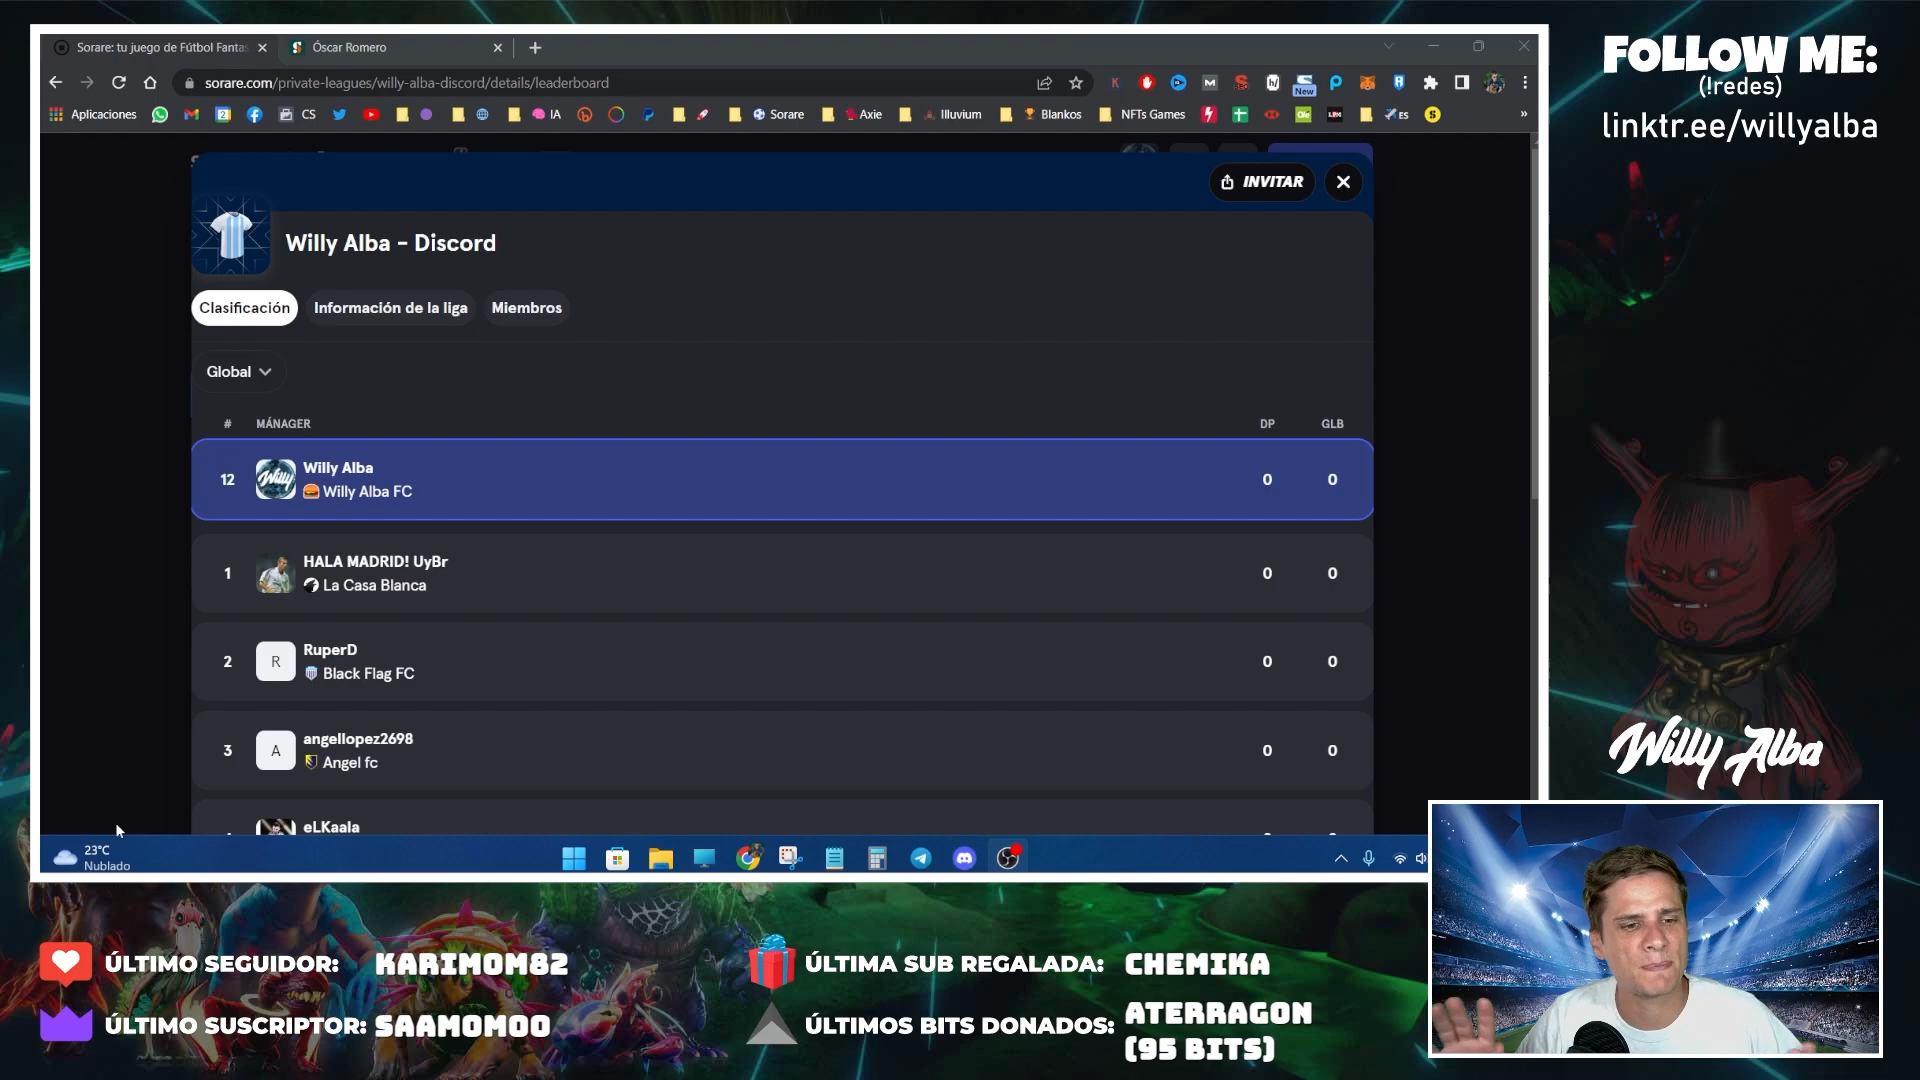 Sorare: tu juego de Fútbol Fantas
Óscar Romero
FOLLOW ME:
(!redes)
linktr.ee/willyalba
sorare.com/private-leagues/willy-alba-discord/details/leaderboard
New
Aplicaciones
CS
IA
Sorare
Axie
Illuvium
Blankos
NFTs Games
Ole
ES
»
INVITAR
Willy Alba - Discord
Clasificación
Información de la liga
Miembros
Global
#
MÁNAGER
DP
GLB
12
Willy
Willy Alba
Willy Alba FC
0
0
1
HALA MADRID! UyBr
La Casa Blanca
0
0
2
R
RuperD
Black Flag FC
0
0
3
A
angellopez2698
Angel fc
0
0
eLKaala
23°C
Nublado
Willy Alba
ÚLTIMO SEGUIDOR: KARIMOM82
ÚLTIMA SUB REGALADA: CHEMIKA
ÚLTIMO SUSCRIPTOR: SAAMOMOO
ÚLTIMOS BITS DONADOS: ATERRAGON
(95 BITS)